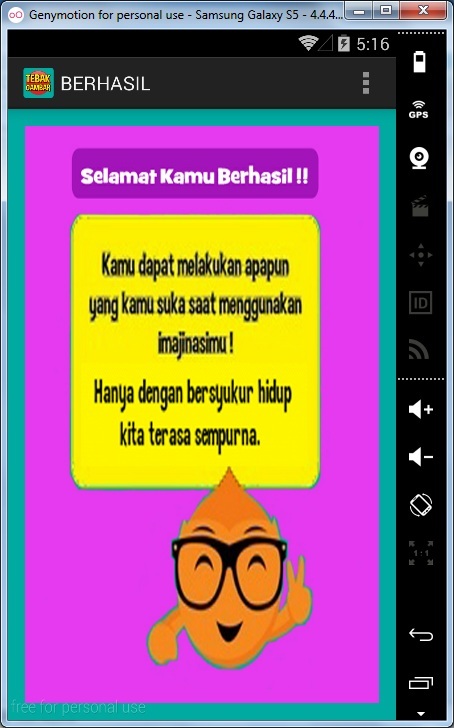 Genymotion for personal use - Samsung Galaxy S5 - 4.4.4...
5:16
TEBAK
GAMBAR
BERHASIL
GPS
Selamat Kamu Berhasil !!
Kamu dapat melakukan apapun
yang kamu suka saat menggunakan
imajinasimu !
Hanya dengan bersyukur hidup
kita terasa sempurna.
ID
1:1
free for personal use